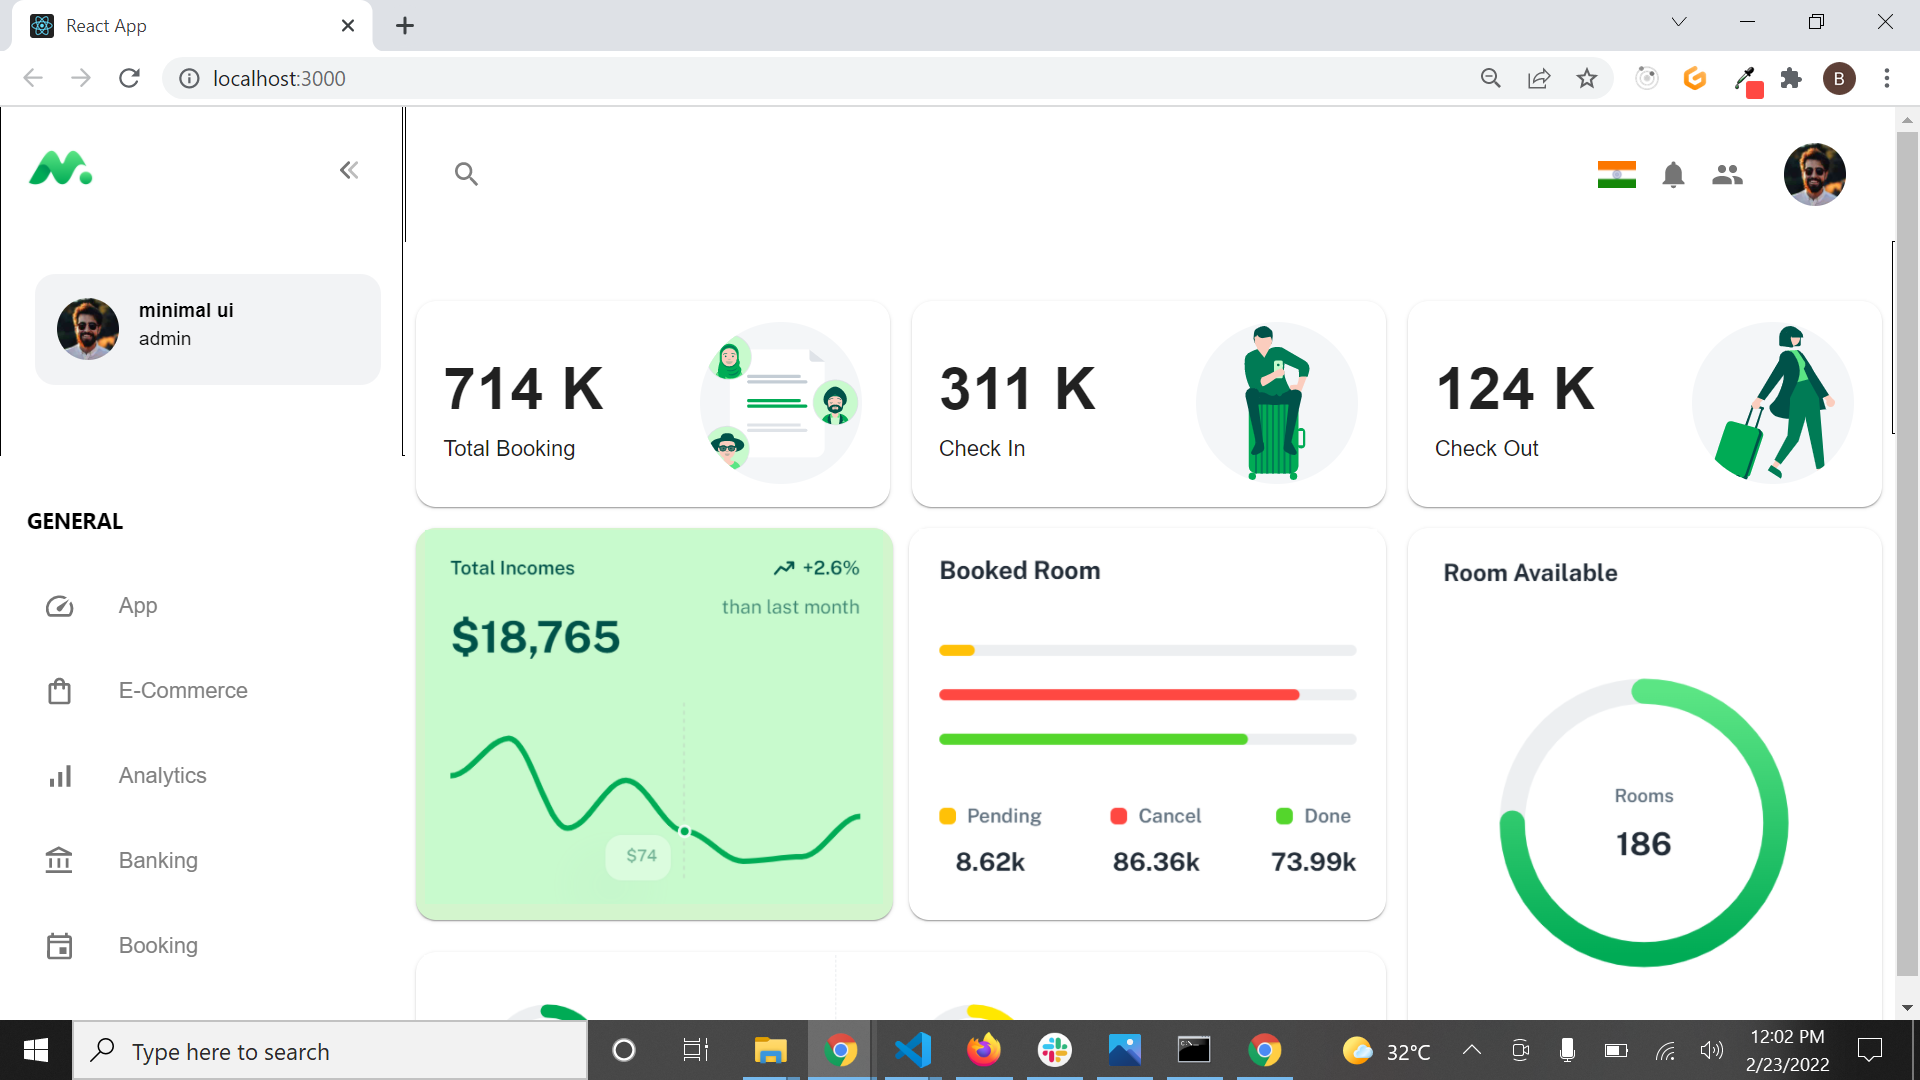 React App
localhost:3000
B
minimal ui
admin
GENERAL
App
E-Commerce
Analytics
Banking
Booking
714 K
Total Booking
311 K
Check In
124 K
Check Out
Total Incomes
+2.6%
than last month
$18,765
$74
Booked Room
Pending
Cancel
Done
8.62k
86.36k
73.99k
Room Available
Rooms
186
Type here to search
32°C
12:02 PM
2/23/2022